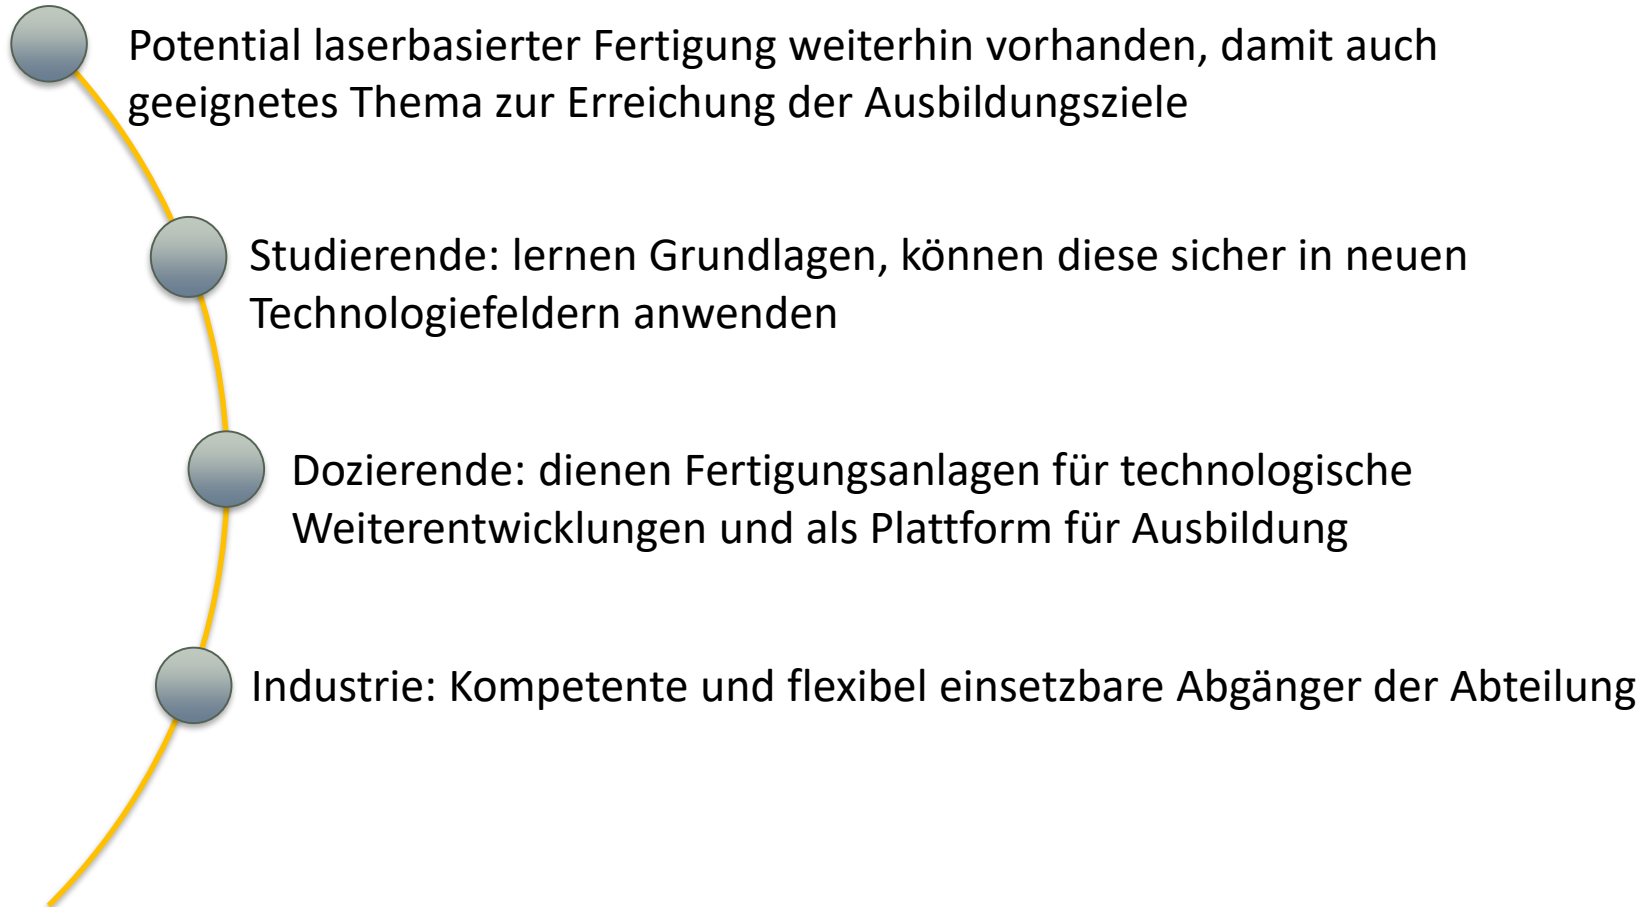 Potential laserbasierter Fertigung weiterhin vorhanden, damit auch
geeignetes Thema zur Erreichung der Ausbildungsziele
Studierende: lernen Grundlagen, können diese sicher in neuen
Technologiefeldern anwenden
Dozierende: dienen Fertigungsanlagen für technologische
Weiterentwicklungen und als Plattform für Ausbildung
Industrie: Kompetente und flexibel einsetzbare Abgänger der Abteilung